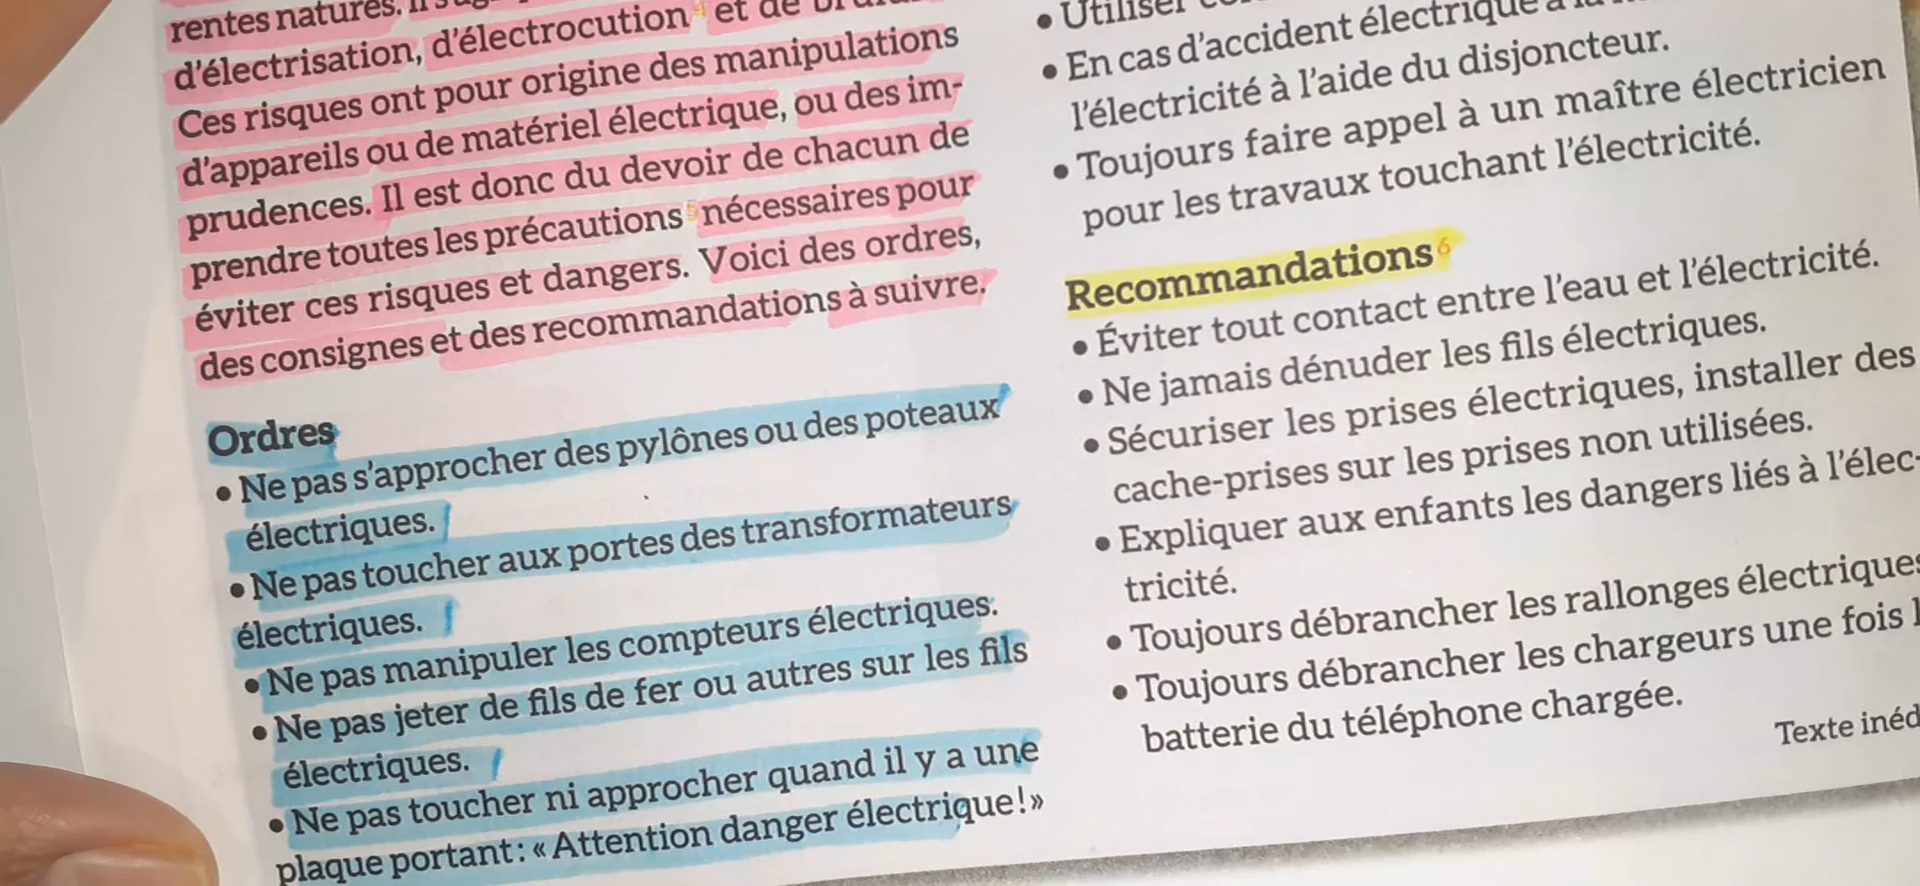 rentes natures.
d'électrisation, d'électrocution 4 et de
Ces risques ont pour origine des manipulations
d'appareils ou de matériel électrique, ou des im-
prudences. Il est donc du devoir de chacun de
prendre toutes les précautions 5 nécessaires pour
éviter ces risques et dangers. Voici des ordres,
des consignes et des recommandations à suivre.
Ordres
• Ne pas s'approcher des pylônes ou des poteaux
électriques.
• Ne pas toucher aux portes des transformateurs
électriques.
• Ne pas manipuler les compteurs électriques.
• Ne pas jeter de fils de fer ou autres sur les fils
électriques.
• Ne pas toucher ni approcher quand il y a une
plaque portant : « Attention danger électrique ! »
• Utiliser
• En cas d'accident électrique à la
l'électricité à l'aide du disjoncteur.
• Toujours faire appel à un maître électricien
pour les travaux touchant l'électricité.
Recommandations 6
• Éviter tout contact entre l'eau et l'électricité.
• Ne jamais dénuder les fils électriques.
• Sécuriser les prises électriques, installer des
cache-prises sur les prises non utilisées.
• Expliquer aux enfants les dangers liés à l'élec-
tricité.
• Toujours débrancher les rallonges électriques
• Toujours débrancher les chargeurs une fois l
batterie du téléphone chargée.
Texte inéd